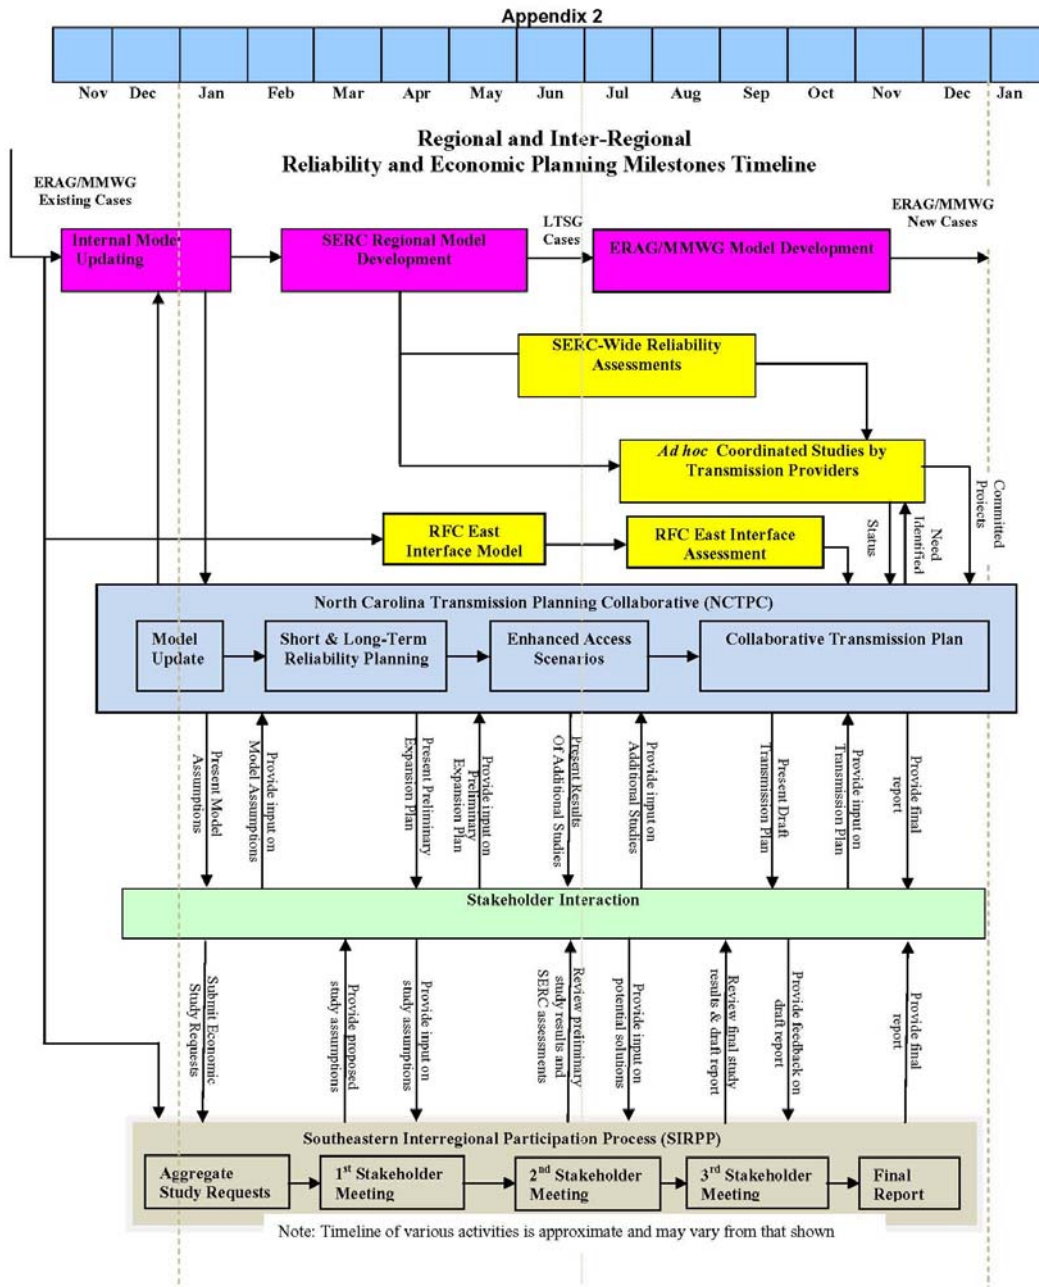 Appendix 2
Nov Dec Jan Feb Mar Apr May Jun Jul Aug Sep Oct Nov Dec Jan
Regional and Inter-Regional
Reliability and Economic Planning Milestones Timeline
ERAG/MMWG
Existing Cases
LTSG
Cases
ERAG/MMWG
New Cases
Internal Model
Updating
SERC Regional Model
Development
ERAG/MMWG Model Development
SERC-Wide Reliability
Assessments
Ad hoc Coordinated Studies by
Transmission Providers
RFC East
Interface Model
RFC East Interface
Assessment
Status
Need
Identified
Committed
Projects
North Carolina Transmission Planning Collaborative (NCTPC)
Model
Update
Short & Long-Term
Reliability Planning
Enhanced Access
Scenarios
Collaborative Transmission Plan
Present Model
Assumptions
Provide input on
Model Assumptions
Present Preliminary
Expansion Plan
Provide input on
Preliminary
Expansion Plan
Present Results
Of Additional Studies
Provide input on
Additional Studies
Present Draft
Transmission Plan
Provide input on
Transmission Plan
Provide final
report
Stakeholder Interaction
Submit Economic
Study Requests
Provide proposed
study assumptions
Provide input on
study assumptions
Review preliminary
study results and
SERC assessments
Provide input on
potential solutions
Review final study
results & draft report
Provide feedback on
draft report
Provide final
report
Southeastern Interregional Participation Process (SIRPP)
Aggregate
Study Requests
1st Stakeholder
Meeting
2nd Stakeholder
Meeting
3rd Stakeholder
Meeting
Final
Report
Note: Timeline of various activities is approximate and may vary from that shown